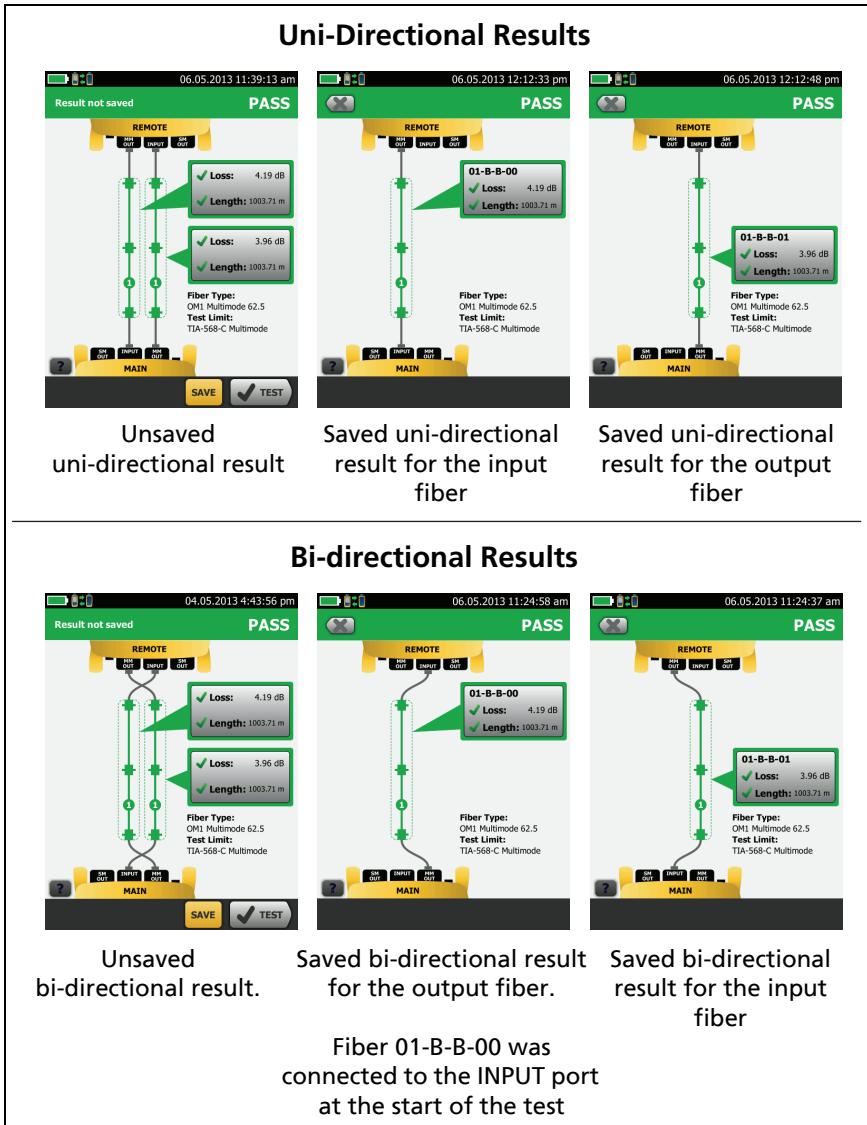 Uni-Directional Results
06.05.2013 11:39:13 am
Result not saved PASS
REMOTE
MM OUT INPUT SM OUT
Loss: 4.19 dB
Length: 1003.71 m
Loss: 3.96 dB
Length: 1003.71 m
1 1
Fiber Type:
OM1 Multimode 62.5
Test Limit:
TIA-568-C Multimode
SM OUT INPUT MM OUT
? MAIN
SAVE TEST
Unsaved
uni-directional result
06.05.2013 12:12:33 pm
PASS
REMOTE
MM OUT INPUT SM OUT
01-B-B-00
Loss: 4.19 dB
Length: 1003.71 m
1
Fiber Type:
OM1 Multimode 62.5
Test Limit:
TIA-568-C Multimode
SM OUT INPUT MM OUT
? MAIN
Saved uni-directional
result for the input
fiber
06.05.2013 12:12:48 pm
PASS
REMOTE
MM OUT INPUT SM OUT
01-B-B-01
Loss: 3.96 dB
Length: 1003.71 m
1
Fiber Type:
OM1 Multimode 62.5
Test Limit:
TIA-568-C Multimode
SM OUT INPUT MM OUT
? MAIN
Saved uni-directional
result for the output
fiber
Bi-directional Results
04.05.2013 4:43:56 pm
Result not saved PASS
REMOTE
MM OUT INPUT SM OUT
Loss: 4.19 dB
Length: 1003.71 m
Loss: 3.96 dB
Length: 1003.71 m
1 1
Fiber Type:
OM1 Multimode 62.5
Test Limit:
TIA-568-C Multimode
SM OUT INPUT MM OUT
? MAIN
SAVE TEST
Unsaved
bi-directional result.
06.05.2013 11:24:58 am
PASS
REMOTE
MM OUT INPUT SM OUT
01-B-B-00
Loss: 4.19 dB
Length: 1003.71 m
1
Fiber Type:
OM1 Multimode 62.5
Test Limit:
TIA-568-C Multimode
SM OUT INPUT MM OUT
? MAIN
Saved bi-directional result
for the output fiber.
Fiber 01-B-B-00 was
connected to the INPUT port
at the start of the test
06.05.2013 11:24:37 am
PASS
REMOTE
MM OUT INPUT SM OUT
01-B-B-01
Loss: 3.96 dB
Length: 1003.71 m
1
Fiber Type:
OM1 Multimode 62.5
Test Limit:
TIA-568-C Multimode
SM OUT INPUT MM OUT
? MAIN
Saved bi-directional
result for the input
fiber